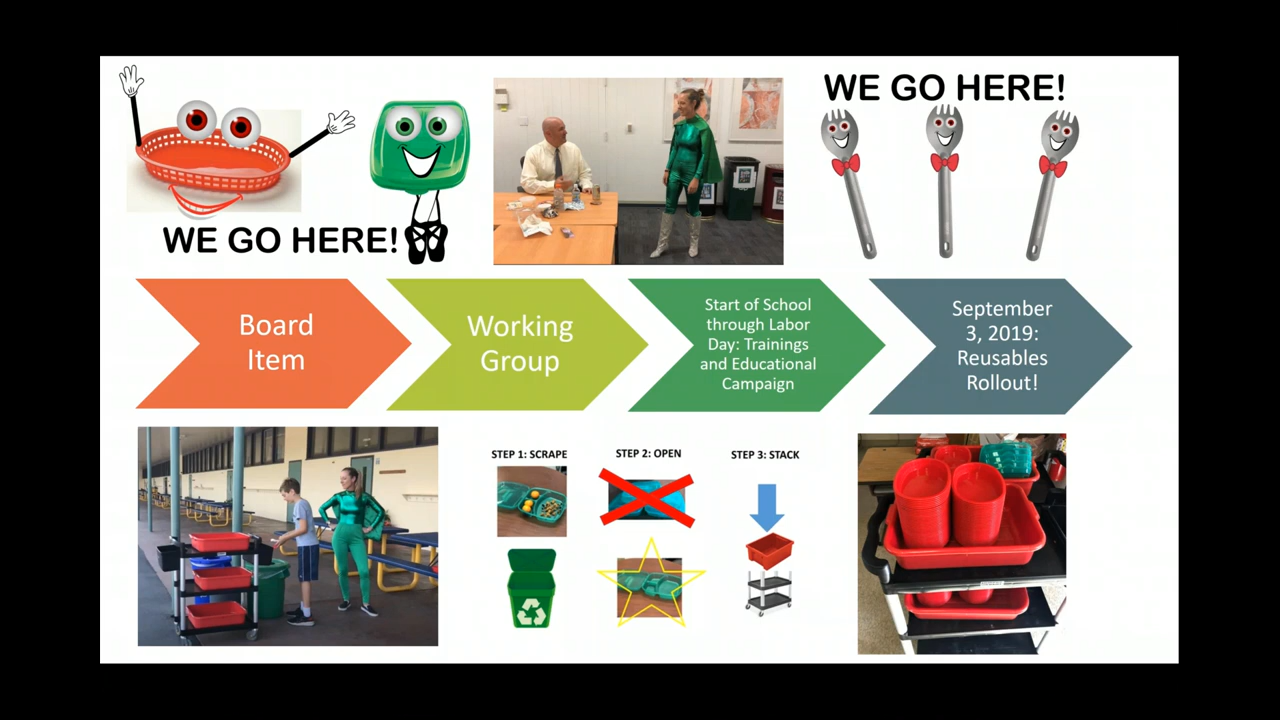 WE GO HERE!
WE GO HERE!
Board
Item
Working
Group
Start of School
through Labor
Day: Trainings
and Educational
Campaign
September
3, 2019:
Reusables
Rollout!
STEP 1: SCRAPE
STEP 2: OPEN
STEP 3: STACK